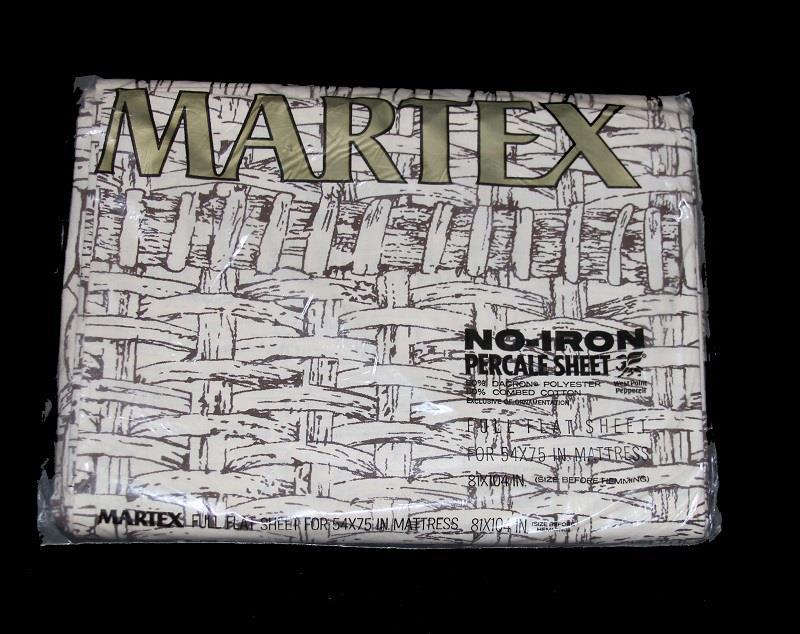 MARTEX
NO-IRON
PERCALE SHEET
50% DACRON® POLYESTER
50% COMBED COTTON
EXCLUSIVE OF ORNAMENTATION
West Point
Pepperell
FULL FLAT SHEET
FOR 54X75 IN. MATTRESS
81X104 IN. (SIZE BEFORE HEMMING)
MARTEX FULL FLAT SHEET FOR 54X75 IN. MATTRESS 81X104 IN. (SIZE BEFORE
HEMMING)